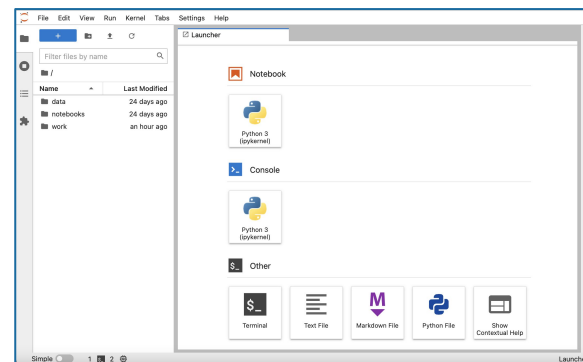 File Edit View Run Kernel Tabs Settings Help
Filter files by name
/
Name Last Modified
data 24 days ago
notebooks 24 days ago
work an hour ago
Launcher
Notebook
Python 3
(ipykernel)
Console
Python 3
(ipykernel)
$_ Other
$_
Terminal
Text File
M
Markdown File
Python File
Show
Contextual Help
Simple 1 $_ 2 Launche